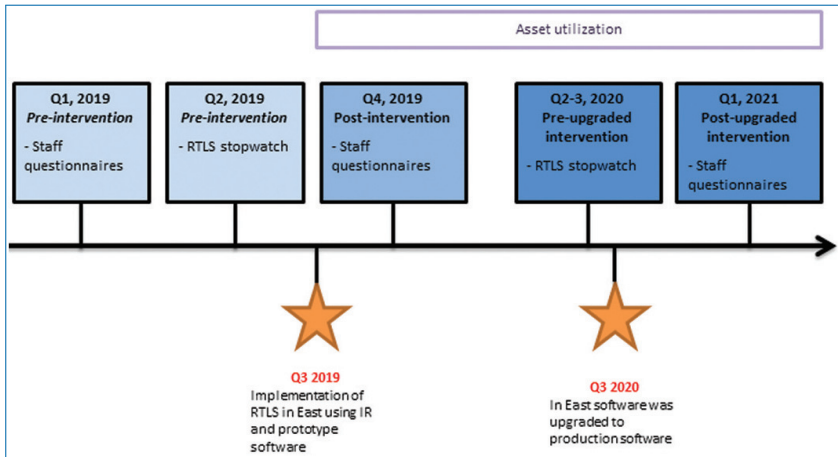 Asset utilization
Q1, 2019
Pre-intervention
- Staff
questionnaires
Q2, 2019
Pre-intervention
- RTLS stopwatch
Q4, 2019
Post-intervention
- Staff
questionnaires
Q2-3, 2020
Pre-upgraded
intervention
- RTLS stopwatch
Q1, 2021
Post-upgraded
intervention
- Staff
questionnaires
Q3 2019
Implementation of
RTLS in East using IR
and prototype
software
Q3 2020
In East software was
upgraded to
production software